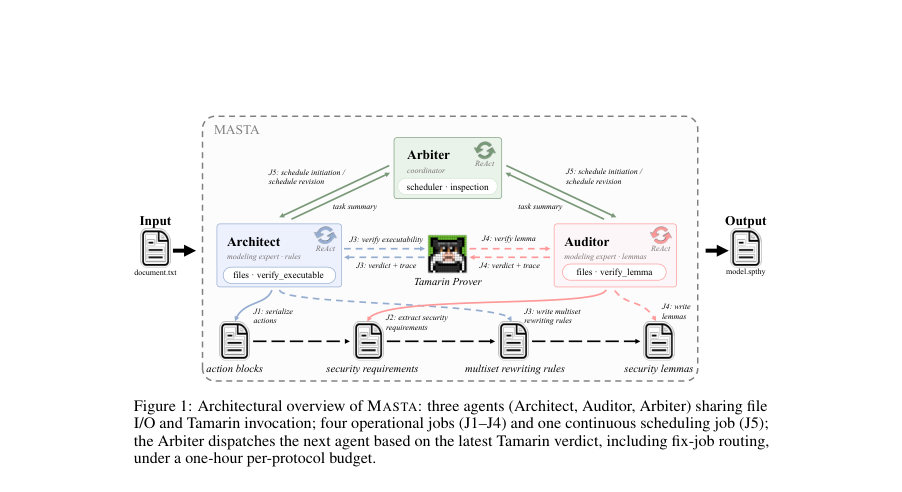 MASTA
Arbiter
ReAct
coordinator
scheduler · inspection
J5: schedule initiation /
schedule revision
J5: schedule initiation /
schedule revision
task summary
task summary
Input
document.txt
Architect
ReAct
modeling expert · rules
files · verify_executable
J3: verify executability
J3: verdict + trace
Tamarin Prover
J4: verify lemma
J4: verdict + trace
Auditor
ReAct
modeling expert · lemmas
files · verify_lemma
Output
model.spthy
J1: serialize
actions
J2: extract security
requirements
J3: write multiset
rewriting rules
J4: write
lemmas
action blocks
security requirements
multiset rewriting rules
security lemmas
Figure 1: Architectural overview of MASTA: three agents (Architect, Auditor, Arbiter) sharing file
I/O and Tamarin invocation; four operational jobs (J1–J4) and one continuous scheduling job (J5);
the Arbiter dispatches the next agent based on the latest Tamarin verdict, including fix-job routing,
under a one-hour per-protocol budget.